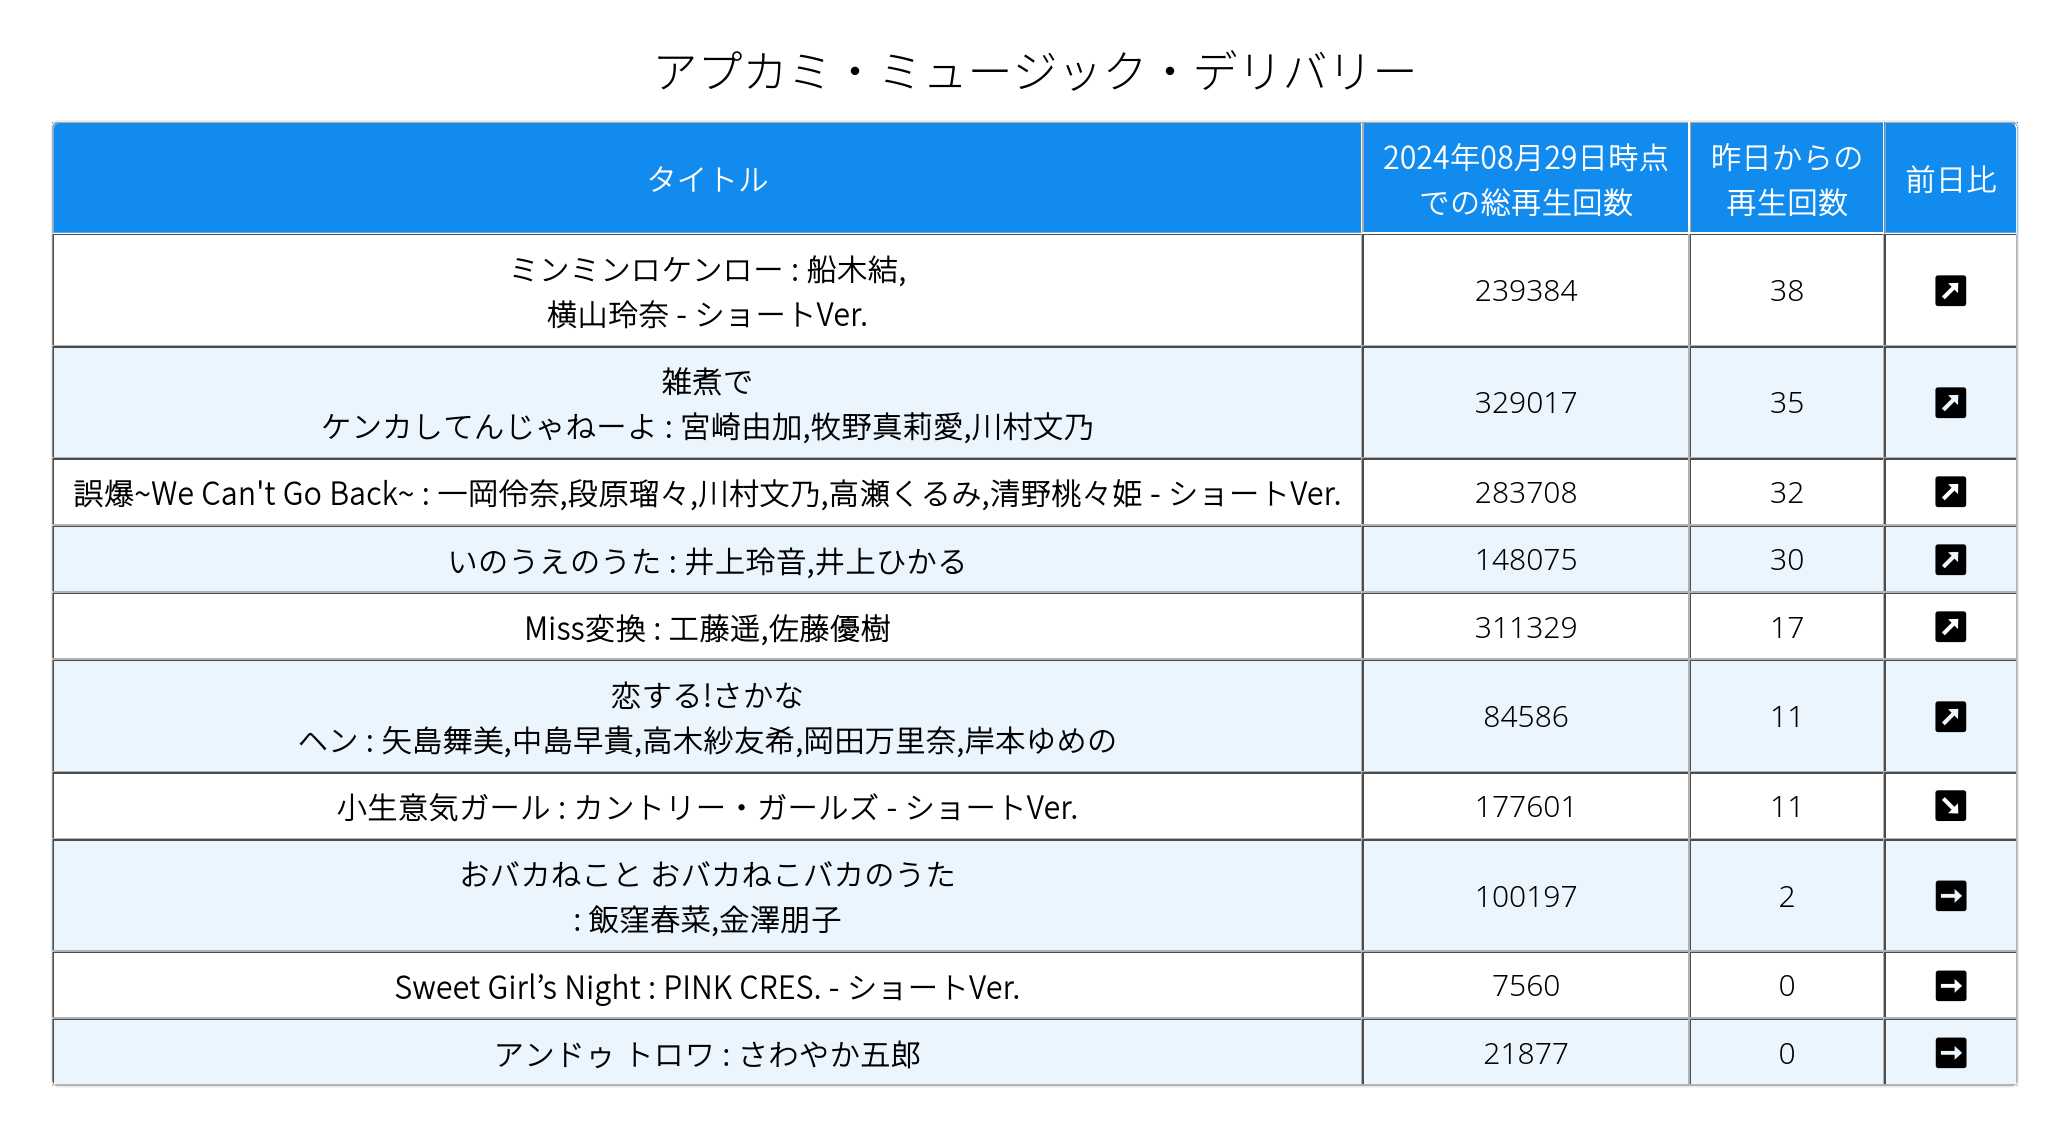 アプカミ・ミュージック・デリバリー
タイトル
2024年08月29日時点
での総再生回数
昨日からの
再生回数
前日比
ミンミンロケンロー : 船木結,
横山玲奈 - ショートVer.
239384
38
雑煮で
ケンカしてんじゃねーよ : 宮崎由加,牧野真莉愛,川村文乃
329017
35
誤爆~We Can't Go Back~ : 一岡伶奈,段原瑠々,川村文乃,高瀬くるみ,清野桃々姫 - ショートVer.
283708
32
いのうえのうた : 井上玲音,井上ひかる
148075
30
Miss変換 : 工藤遥,佐藤優樹
311329
17
恋する!さかな
ヘン : 矢島舞美,中島早貴,高木紗友希,岡田万里奈,岸本ゆめの
84586
11
小生意気ガール : カントリー・ガールズ - ショートVer.
177601
11
おバカねこと おバカねこバカのうた
: 飯窪春菜,金澤朋子
100197
2
Sweet Girl’s Night : PINK CRES. - ショートVer.
7560
0
アンドゥ トロワ : さわやか五郎
21877
0